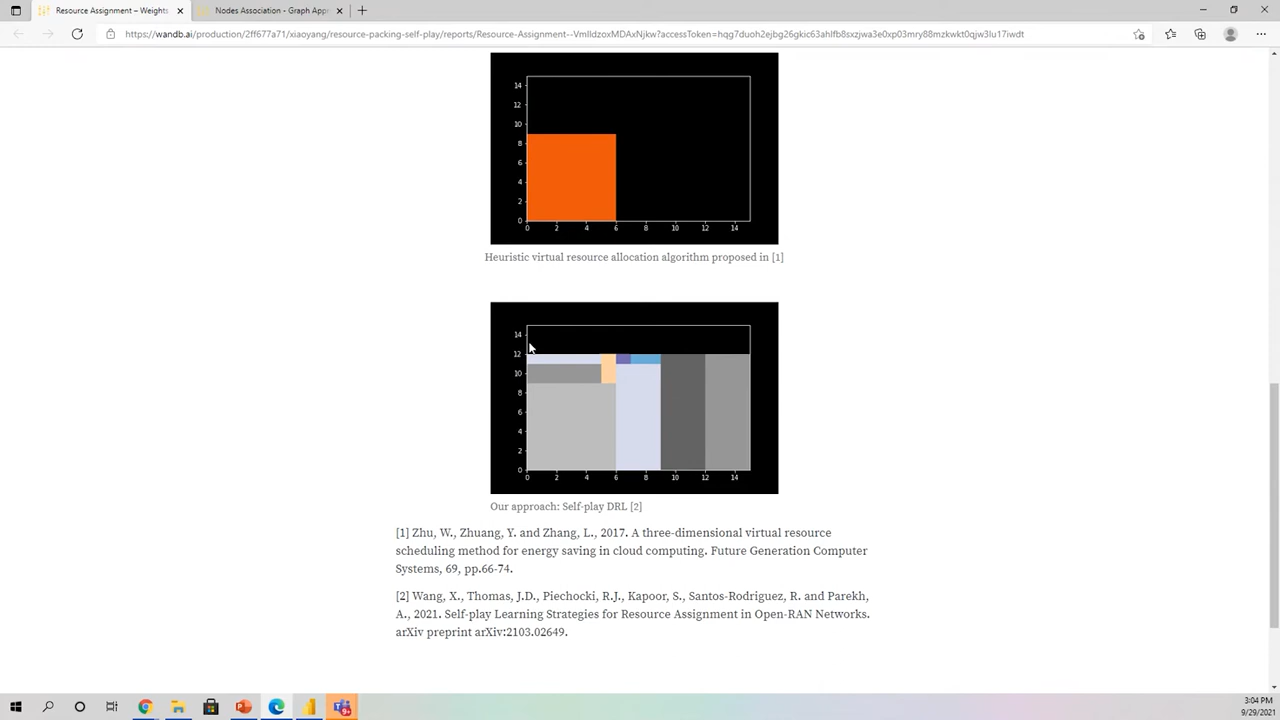 Resource Assignment – Weights
Nodes Association - Graph Appr
https://wandb.ai/production/2ff677a71/xiaoyang/resource-packing-self-play/reports/Resource-Assignment--VmlldzoxMDAxNjkw?accessToken=hqg7duoh2ejbg26gkic63ahlfb8sxzjwa3e0xp03mry88mzkwkt0qjw3lu17iwdt
14
12
10
8
6
4
2
0
0 2 4 6 8 10 12 14
Heuristic virtual resource allocation algorithm proposed in [1]
14
12
10
8
6
4
2
0
0 2 4 6 8 10 12 14
Our approach: Self-play DRL [2]
[1] Zhu, W., Zhuang, Y. and Zhang, L., 2017. A three-dimensional virtual resource
scheduling method for energy saving in cloud computing. Future Generation Computer
Systems, 69, pp.66-74.
[2] Wang, X., Thomas, J.D., Piechocki, R.J., Kapoor, S., Santos-Rodriguez, R. and Parekh,
A., 2021. Self-play Learning Strategies for Resource Assignment in Open-RAN Networks.
arXiv preprint arXiv:2103.02649.
3:04 PM
9/29/2021